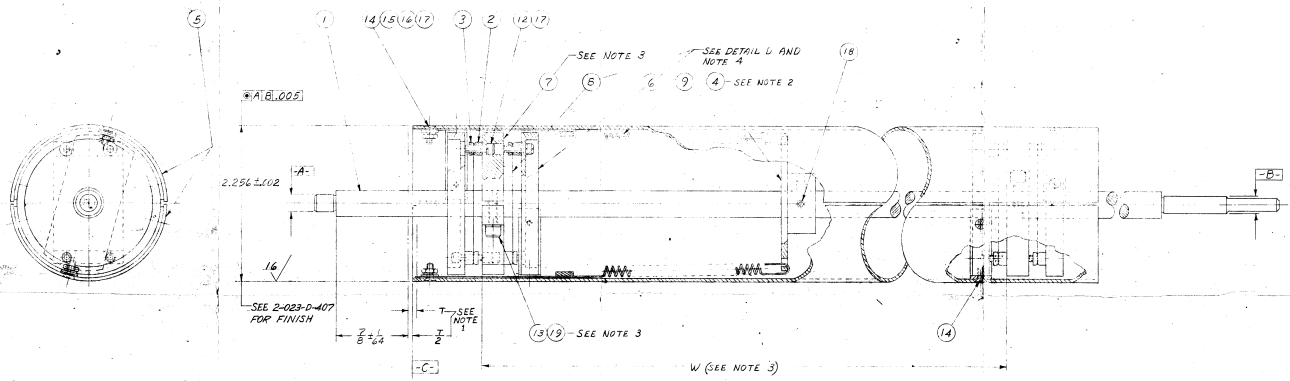 5
1
14 15 16 17
3
2
12 17
SEE NOTE 3
7
8
6
9
SEE DETAIL D AND
NOTE 4
4 SEE NOTE 2
18
A B .005
2.256 ±.002
-A-
-B-
16
SEE 2-023-D-407
FOR FINISH
T SEE
NOTE
1
7/8 ± 1/64
T/2
13 19 SEE NOTE 3
14
-C-
W (SEE NOTE 3)